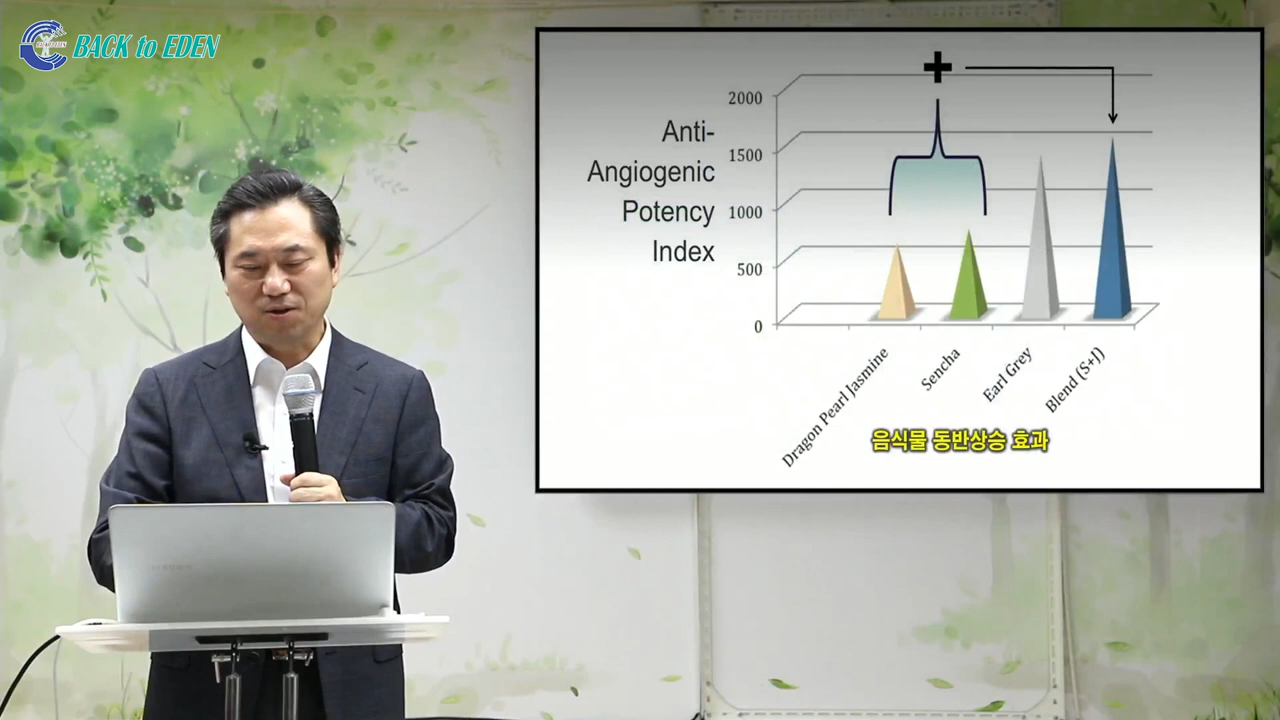 BACK to EDEN
Anti-
Angiogenic
Potency
Index
2000
1500
1000
500
0
Dragon Pearl Jasmine
Sencha
Earl Grey
Blend (S+J)
음식물 동반상승 효과